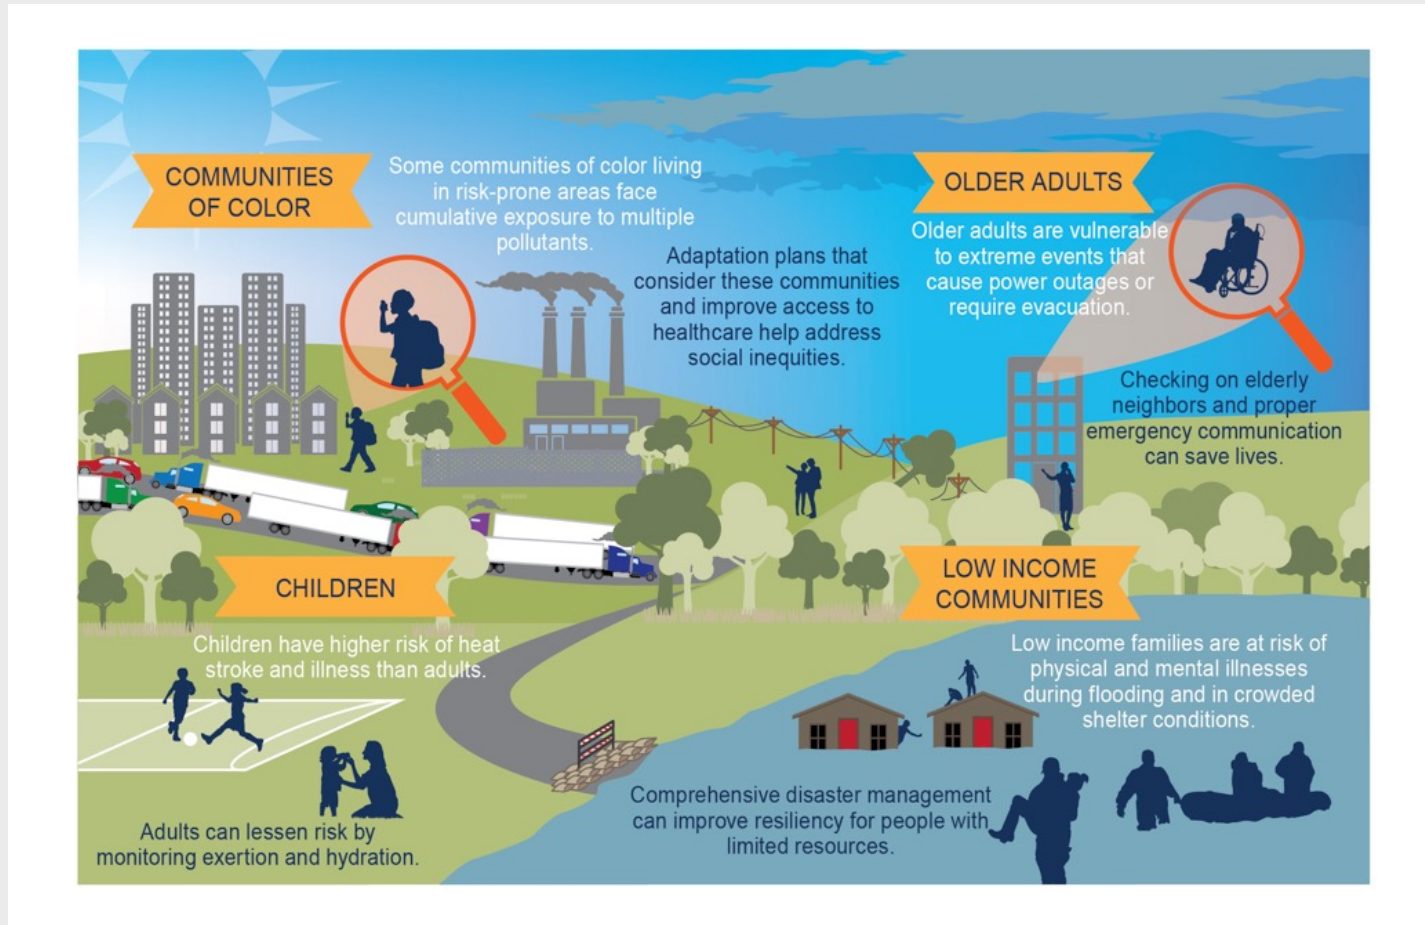 COMMUNITIES
OF COLOR
Some communities of color living
in risk-prone areas face
cumulative exposure to multiple
pollutants.
Adaptation plans that
consider these communities
and improve access to
healthcare help address
social inequities.
OLDER ADULTS
Older adults are vulnerable
to extreme events that
cause power outages or
require evacuation.
Checking on elderly
neighbors and proper
emergency communication
can save lives.
CHILDREN
Children have higher risk of heat
stroke and illness than adults.
Adults can lessen risk by
monitoring exertion and hydration.
LOW INCOME
COMMUNITIES
Low income families are at risk of
physical and mental illnesses
during flooding and in crowded
shelter conditions.
Comprehensive disaster management
can improve resiliency for people with
limited resources.